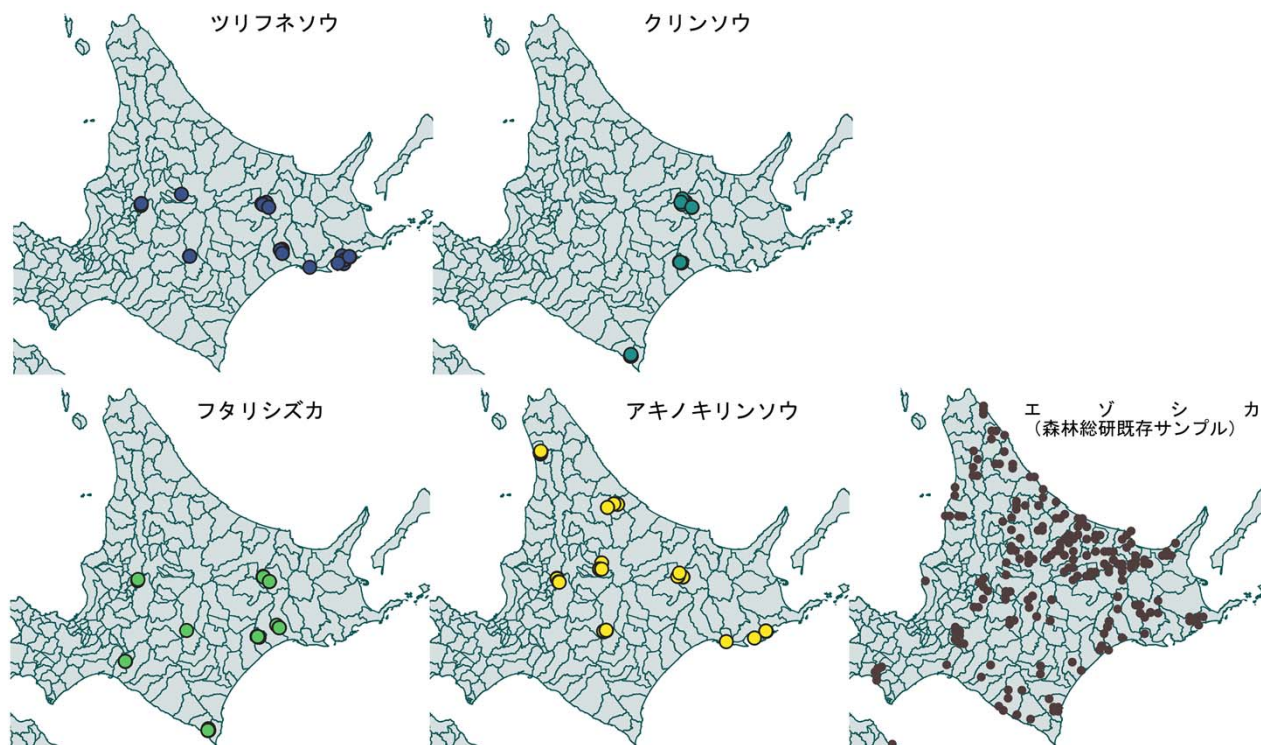 ツリフネソウ
クリンソウ
フタリシズカ
アキノキリンソウ
エゾシカ
（森林総研既存サンプル）